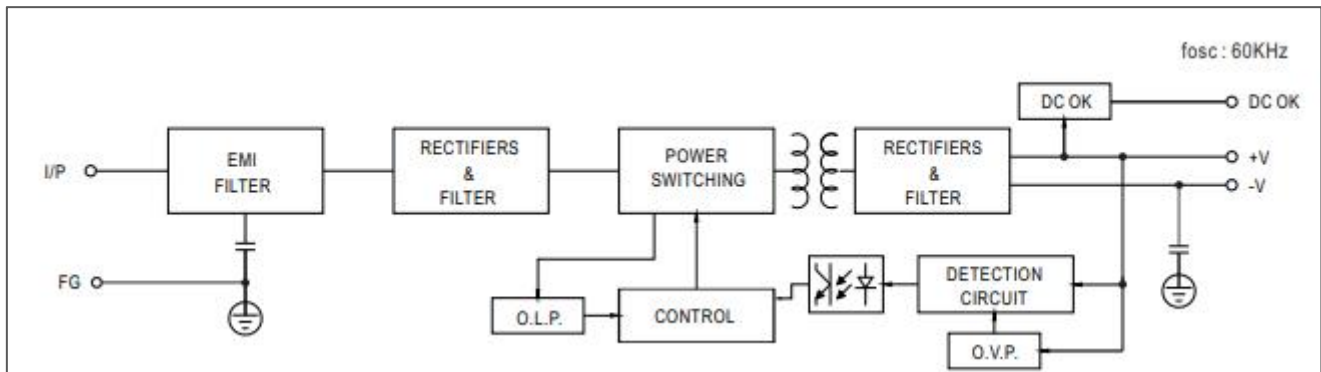 fosc : 60KHz
DC OK
DC OK
I/P
EMI
FILTER
RECTIFIERS
&
FILTER
POWER
SWITCHING
RECTIFIERS
&
FILTER
+V
-V
FG
O.L.P.
CONTROL
DETECTION
CIRCUIT
O.V.P.